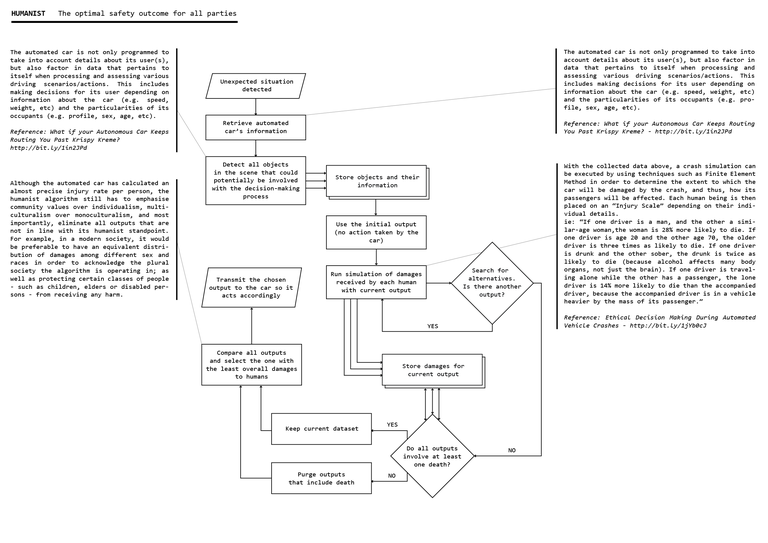 HUMANIST The optimal safety outcome for all parties
The automated car is not only programmed to
take into account details about its user(s),
but also factor in data that pertains to
itself when processing and assessing various
driving scenarios/actions. This includes
making decisions for its user depending on
information about the car (e.g. speed,
weight, etc) and the particularities of its
occupants (e.g. profile, sex, age, etc).
Reference: What if your Autonomous Car Keeps
Routing You Past Krispy Kreme?
http://bit.ly/1in2JPd
Although the automated car has calculated an
almost precise injury rate per person, the
humanist algorithm still has to emphasise
community values over individualism, multi-
culturalism over monoculturalism, and most
importantly, eliminate all outputs that are
not in line with its humanist standpoint.
For example, in a modern society, it would
be preferable to have an equivalent distri-
bution of damages among different sex and
races in order to acknowledge the plural
society the algorithm is operating in; as
well as protecting certain classes of people
- such as children, elders or disabled per-
sons - from receiving any harm.
Unexpected situation
detected
Retrieve automated
car's information
Detect all objects
in the scene that could
potentially be involved
with the decision-making
process
Store objects and their
information
Use the initial output
(no action taken by the
car)
Run simulation of damages
received by each human
with current output
Search for
alternatives.
Is there another
output?
YES
Transmit the chosen
output to the car so it
acts accordingly
Compare all outputs
and select the one with
the least overall damages
to humans
Store damages for
current output
Keep current dataset
YES
Do all outputs
involve at least
one death?
NO
NO
Purge outputs
that include death
The automated car is not only programmed to take into
account details about its user(s), but also factor in
data that pertains to itself when processing and
assessing various driving scenarios/actions. This
includes making decisions for its user depending on
information about the car (e.g. speed, weight, etc)
and the particularities of its occupants (e.g. pro-
file, sex, age, etc).
Reference: What if your Autonomous Car Keeps Routing
You Past Krispy Kreme? - http://bit.ly/1in2JPd
With the collected data above, a crash simulation can
be executed by using techniques such as Finite Element
Method in order to determine the extent to which the
car will be damaged by the crash, and thus, how its
passengers will be affected. Each human being is then
placed on an "Injury Scale" depending on their indi-
vidual details.
ie: "If one driver is a man, and the other a simi-
lar-age woman,the woman is 28% more likely to die. If
one driver is age 20 and the other age 70, the older
driver is three times as likely to die. If one driver
is drunk and the other sober, the drunk is twice as
likely to die (because alcohol affects many body
organs, not just the brain). If one driver is travel-
ing alone while the other has a passenger, the lone
driver is 14% more likely to die than the accompanied
driver, because the accompanied driver is in a vehicle
heavier by the mass of its passenger."
Reference: Ethical Decision Making During Automated
Vehicle Crashes - http://bit.ly/1jYb0cJ